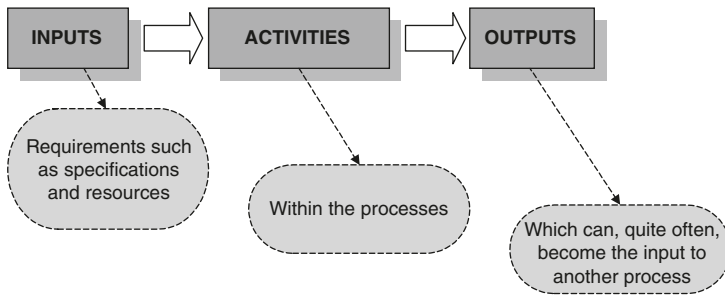 INPUTS
ACTIVITIES
OUTPUTS
Requirements such
as specifications
and resources
Within the processes
Which can, quite often,
become the input to
another process